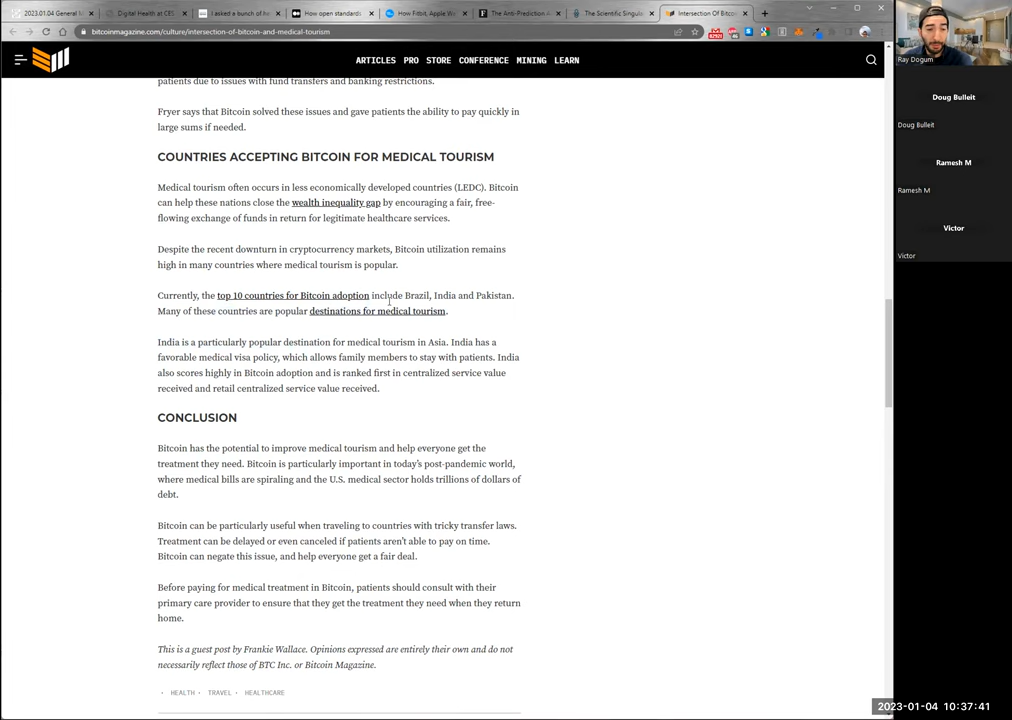 2023.01.04 General M
Digital Health at CES
I asked a bunch of he
How open standards
How Fitbit, Apple Wa
The Anti-Prediction
The Scientific Singula
Intersection Of Bitcoi
bitcoinmagazine.com/culture/intersection-of-bitcoin-and-medical-tourism
ARTICLES PRO STORE CONFERENCE MINING LEARN
patients due to issues with fund transfers and banking restrictions.
Fryer says that Bitcoin solved these issues and gave patients the ability to pay quickly in
large sums if needed.
COUNTRIES ACCEPTING BITCOIN FOR MEDICAL TOURISM
Medical tourism often occurs in less economically developed countries (LEDC). Bitcoin
can help these nations close the wealth inequality gap by encouraging a fair, free-
flowing exchange of funds in return for legitimate healthcare services.
Despite the recent downturn in cryptocurrency markets, Bitcoin utilization remains
high in many countries where medical tourism is popular.
Currently, the top 10 countries for Bitcoin adoption include Brazil, India and Pakistan.
Many of these countries are popular destinations for medical tourism.
India is a particularly popular destination for medical tourism in Asia. India has a
favorable medical visa policy, which allows family members to stay with patients. India
also scores highly in Bitcoin adoption and is ranked first in centralized service value
received and retail centralized service value received.
CONCLUSION
Bitcoin has the potential to improve medical tourism and help everyone get the
treatment they need. Bitcoin is particularly important in today's post-pandemic world,
where medical bills are spiraling and the U.S. medical sector holds trillions of dollars of
debt.
Bitcoin can be particularly useful when traveling to countries with tricky transfer laws.
Treatment can be delayed or even canceled if patients aren't able to pay on time.
Bitcoin can negate this issue, and help everyone get a fair deal.
Before paying for medical treatment in Bitcoin, patients should consult with their
primary care provider to ensure that they get the treatment they need when they return
home.
This is a guest post by Frankie Wallace. Opinions expressed are entirely their own and do not
necessarily reflect those of BTC Inc. or Bitcoin Magazine.
HEALTH · TRAVEL · HEALTHCARE
Ray Dogum
Doug Bulleit
Doug Bulleit
Ramesh M
Ramesh M
Victor
Victor
2023-01-04 10:37:41